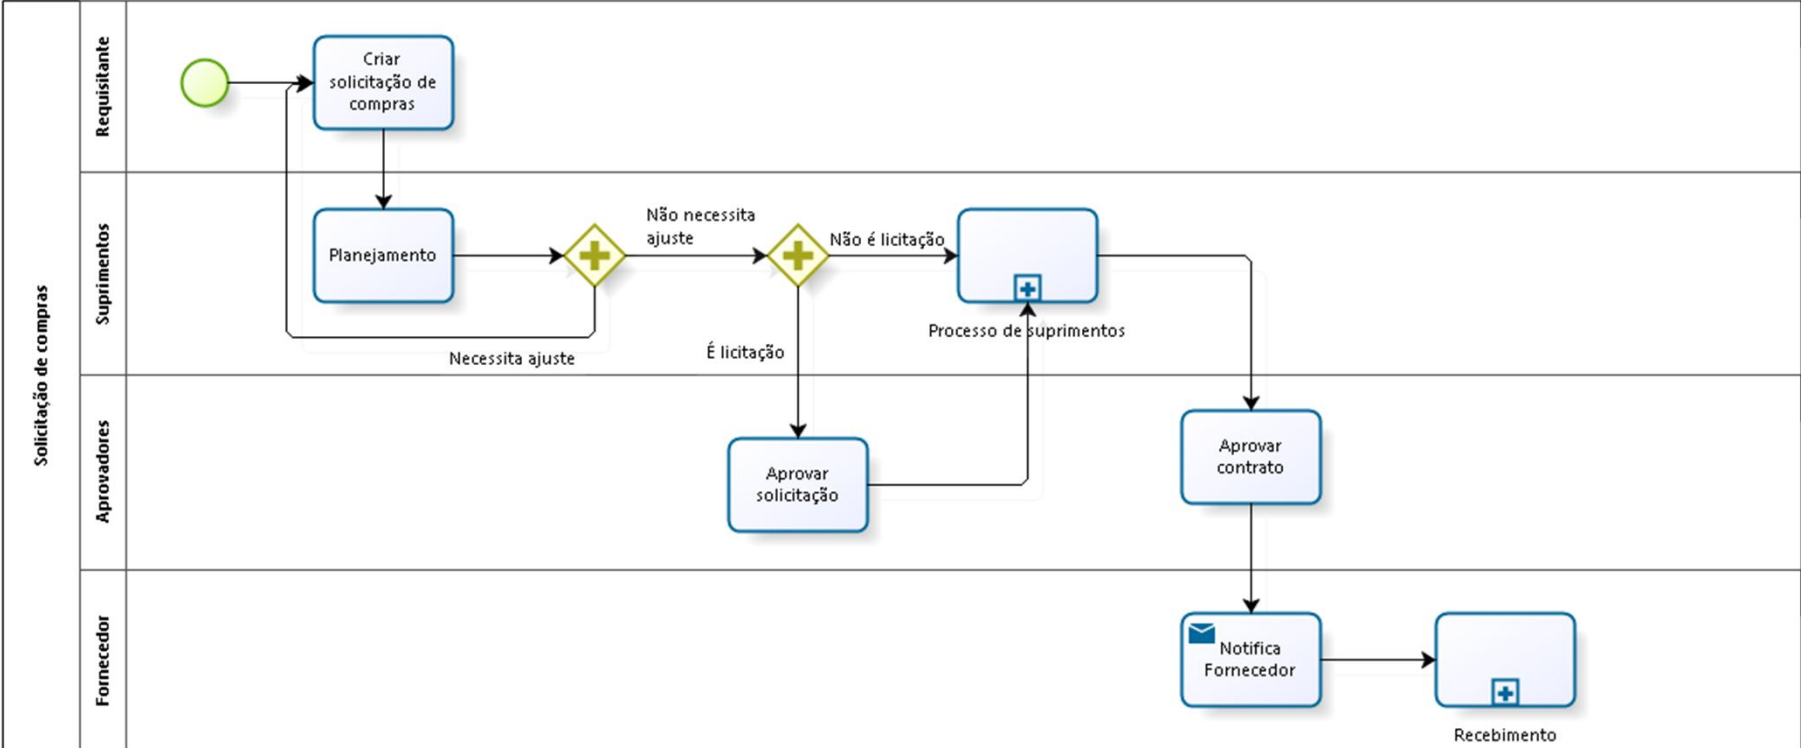 Solicitação de compras
Requisitante
Criar
solicitação de
compras
Suprimentos
Planejamento
Não necessita
ajuste
Não é licitação
Processo de suprimentos
Necessita ajuste
É licitação
Aprovadores
Aprovar
solicitação
Aprovar
contrato
Fornecedor
Notifica
Fornecedor
Recebimento